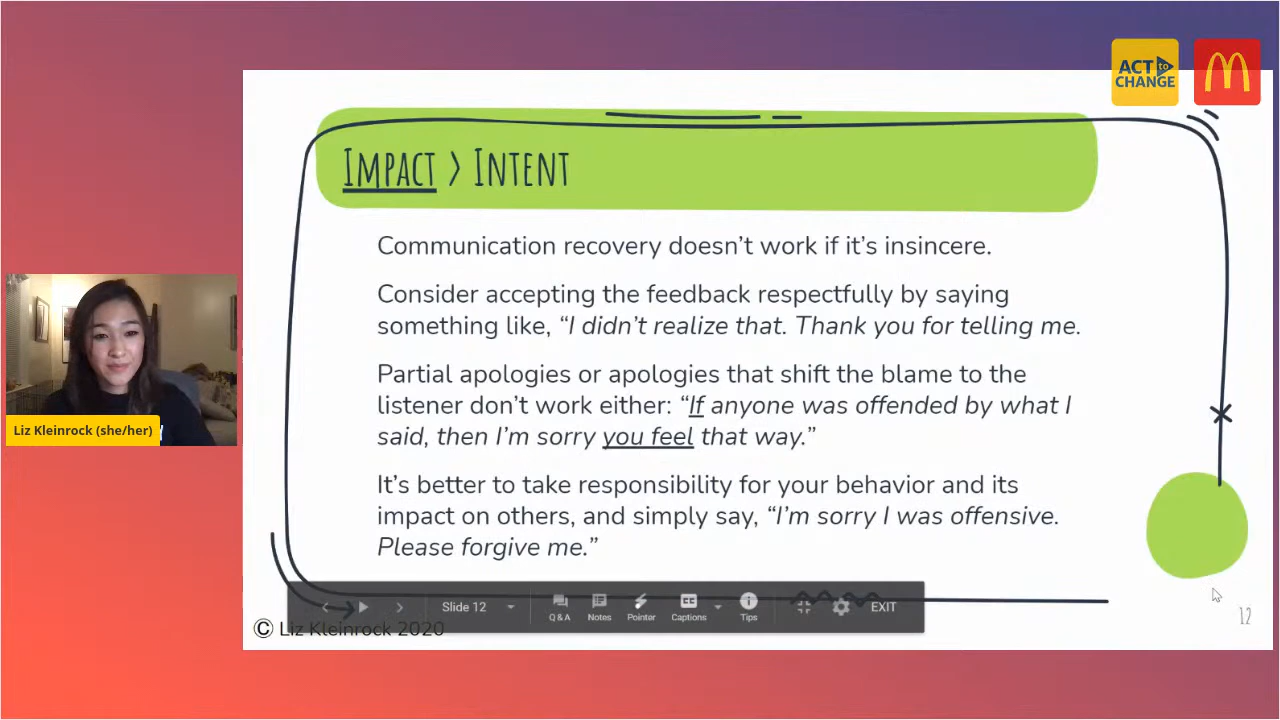 ACT to
CHANGE
IMPACT > INTENT
Communication recovery doesn't work if it's insincere.
Consider accepting the feedback respectfully by saying
something like, “I didn't realize that. Thank you for telling me.
Partial apologies or apologies that shift the blame to the
listener don't work either: “If anyone was offended by what I
said, then I'm sorry you feel that way.”
It's better to take responsibility for your behavior and its
impact on others, and simply say, “I'm sorry I was offensive.
Please forgive me.”
Liz Kleinrock (she/her)
Slide 12
Q & A
Notes
Pointer
CC
Captions
Tips
EXIT
© Liz Kleinrock 2020
12